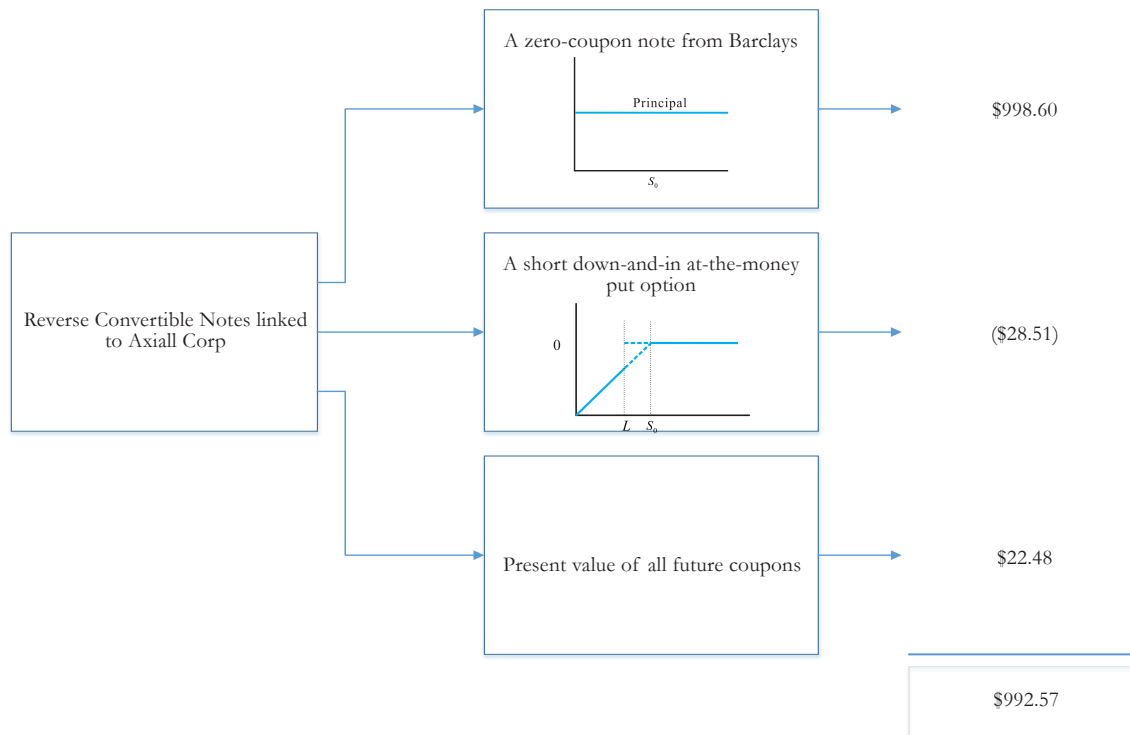 A zero-coupon note from Barclays
Principal
S₀
$998.60
Reverse Convertible Notes linked
to Axiall Corp
A short down-and-in at-the-money
put option
0
L S₀
($28.51)
Present value of all future coupons
$22.48
$992.57